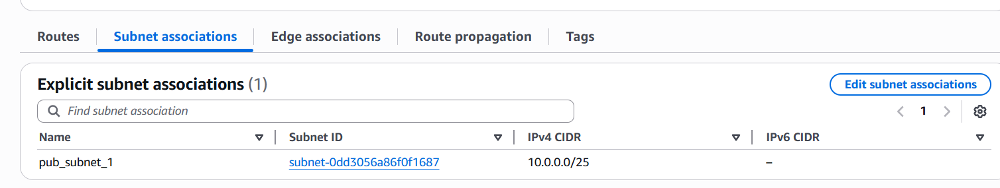 Routes Subnet associations Edge associations Route propagation Tags
Explicit subnet associations (1) Edit subnet associations
Find subnet association 1
Name Subnet ID IPv4 CIDR IPv6 CIDR
pub_subnet_1 subnet-0dd3056a86f0f1687 10.0.0.0/25 –